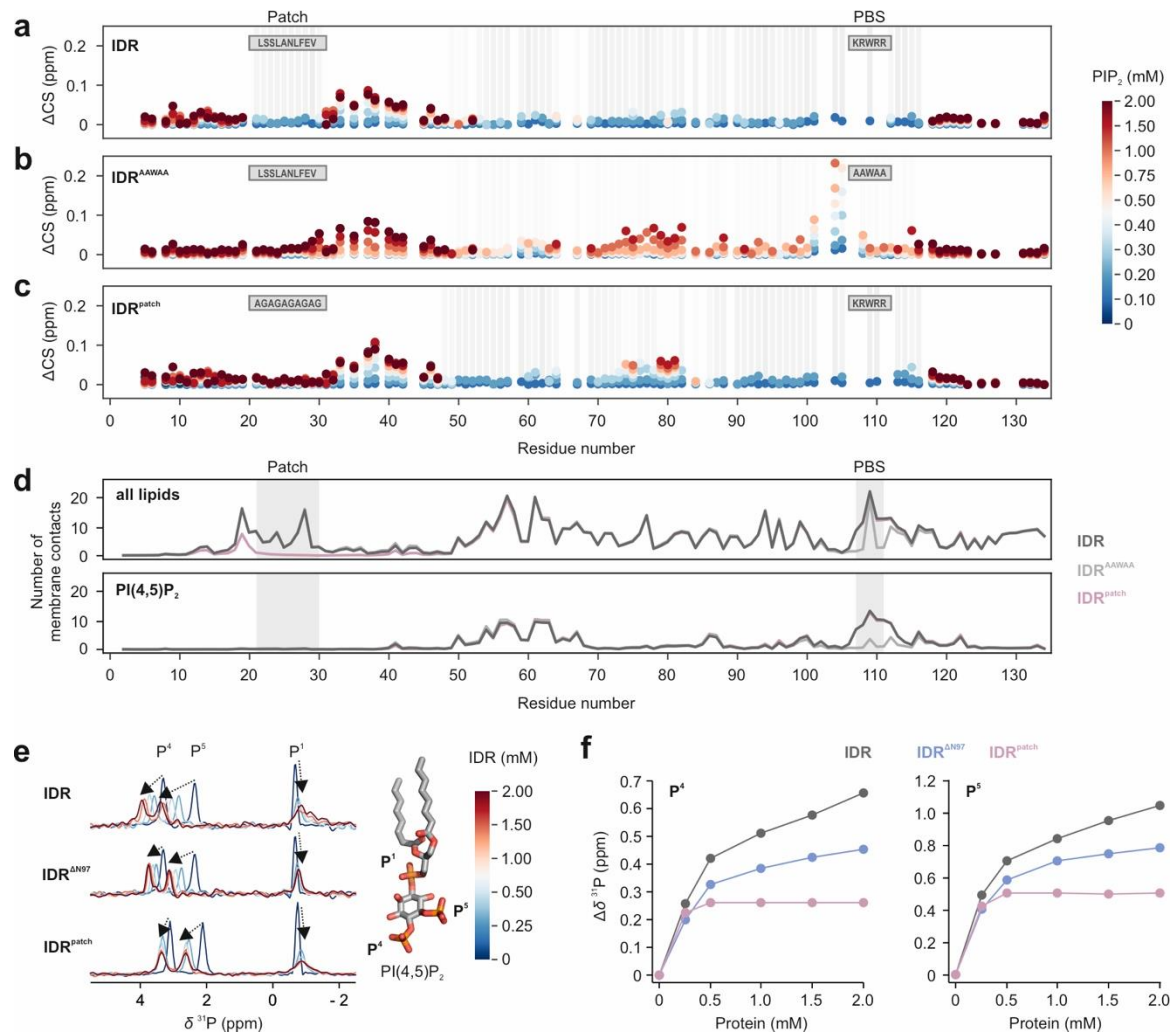 Patch PBS
a IDR LSSLANLFEV KRWRR
ΔCS (ppm)
0.2
0.1
0
b IDR^AAWAA LSSLANLFEV AAWAA
ΔCS (ppm)
0.2
0.1
0
c IDR^patch AGAGAGAGAG KRWRR
ΔCS (ppm)
0.2
0.1
0
0 10 20 30 40 50 60 70 80 90 100 110 120 130
Residue number
PIP₂ (mM)
2.00
1.50
1.00
0.75
0.50
0.40
0.30
0.20
0.10
0
Patch PBS
d all lipids
20
10
0
Number of
membrane contacts
PI(4,5)P₂
20
10
0
0 10 20 30 40 50 60 70 80 90 100 110 120 130
Residue number
IDR
IDR^AAWAA
IDR^patch
e P⁴ P⁵ P¹
IDR
IDR^ΔN97
IDR^patch
4 2 0 - 2
δ ³¹P (ppm)
P¹
P⁵
P⁴
PI(4,5)P₂
IDR (mM)
2.00
1.50
1.00
0.50
0.25
0
f IDR IDR^ΔN97 IDR^patch
P⁴
Δδ ³¹P (ppm)
0.7
0.6
0.5
0.4
0.3
0.2
0.1
0
0 0.5 1.0 1.5 2.0
Protein (mM)
P⁵
1.2
1.0
0.8
0.6
0.4
0.2
0
0 0.5 1.0 1.5 2.0
Protein (mM)